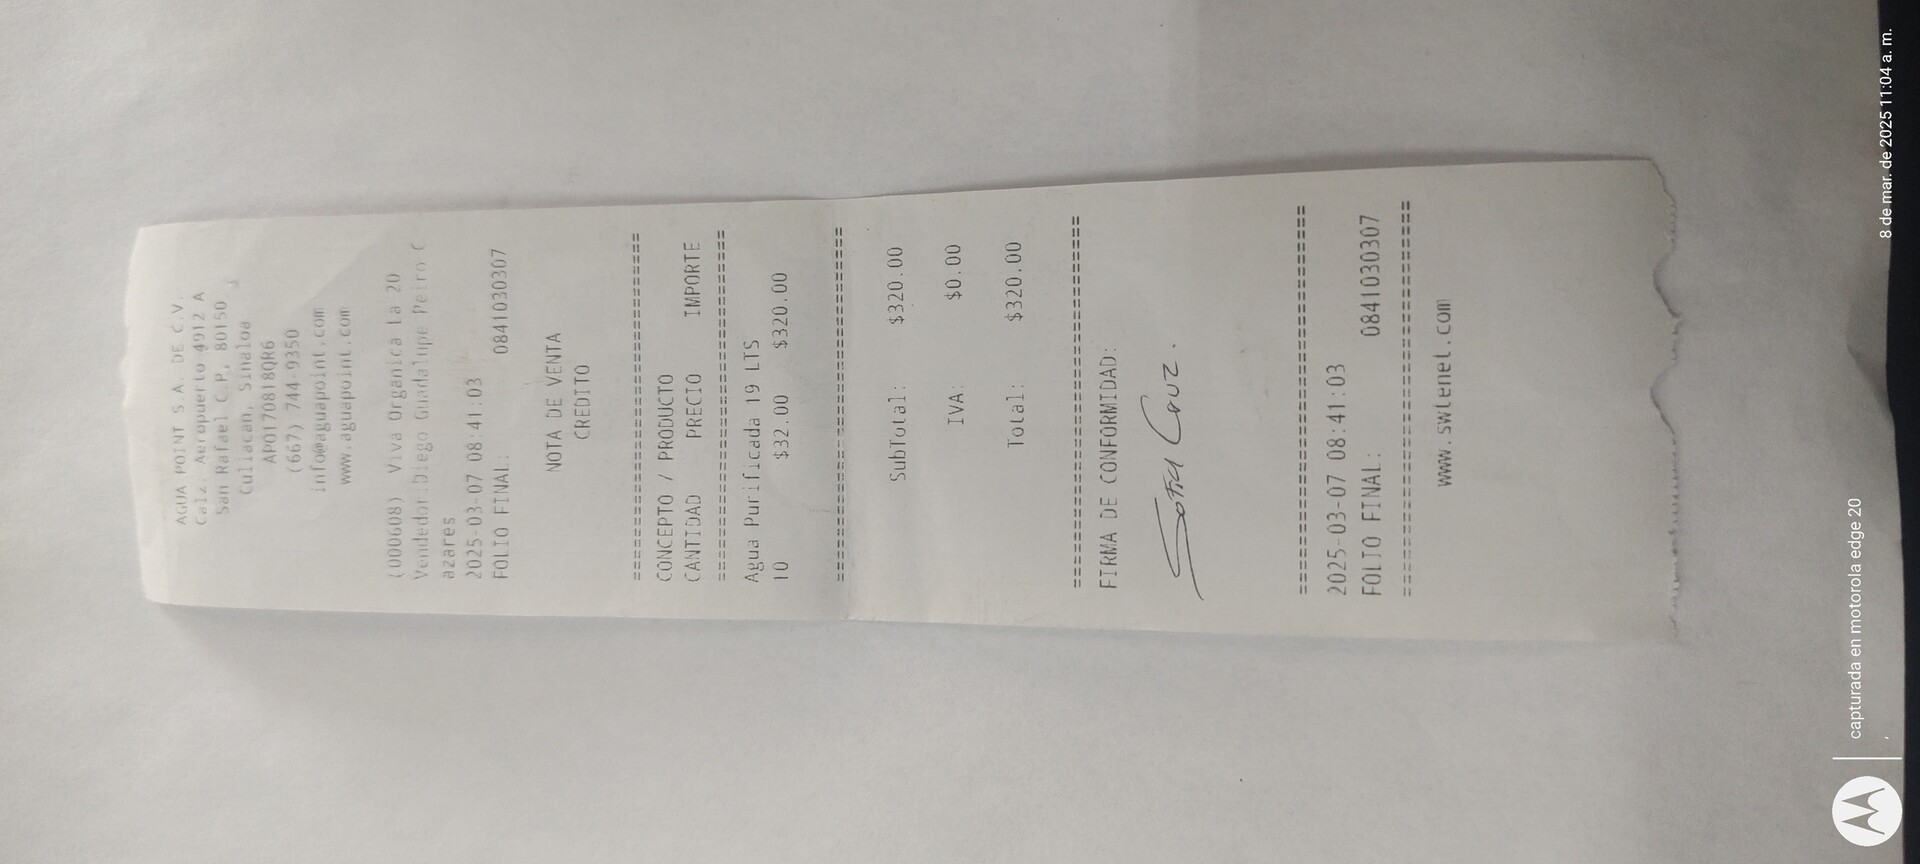 AGUA POINT S.A. DE C.V.
Calz. Aeropuerto 4912 A
San Rafael C.P, 80150
Culiacan, Sinaloa
APO170818QR6
(667) 744-9350
info@aguapoint.com
www.aguapoint.com
(000608) Viva Organica la 20
Vendedor:Diego Guadalupe Peiro C
azares
2025-03-07 08:41:03
FOLIO FINAL: 0841030307
NOTA DE VENTA
CREDITO
================================
CONCEPTO / PRODUCTO
CANTIDAD PRECIO IMPORTE
================================
Agua Purificada 19 LTS
10 $32.00 $320.00
================================
SubTotal: $320.00
IVA: $0.00
Total: $320.00
================================
FIRMA DE CONFORMIDAD:
Sofia Cruz.
================================
2025-03-07 08:41:03
FOLIO FINAL: 0841030307
================================
www.swtenet.com
capturada en motorola edge 20
8 de mar. de 2025 11:04 a. m.